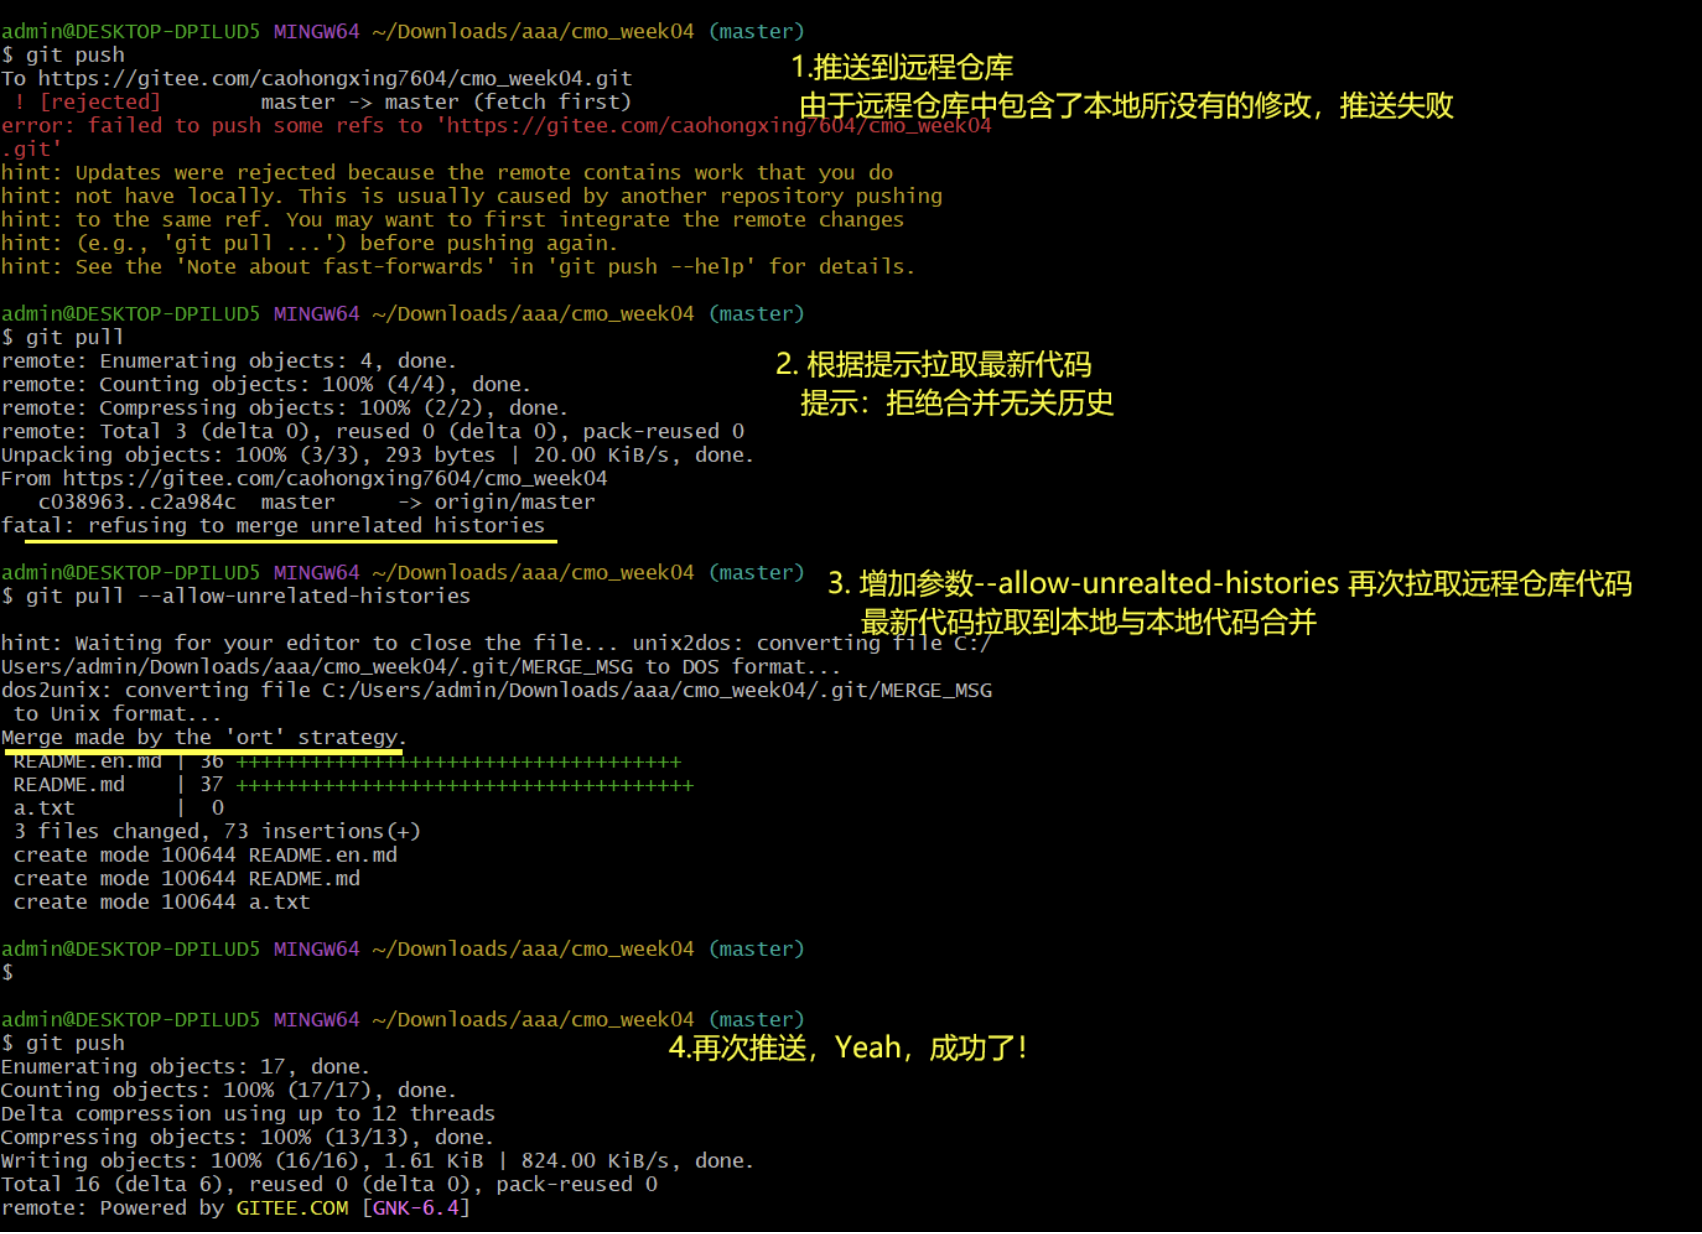 admin@DESKTOP-DPILUD5 MINGW64 ~/Downloads/aaa/cmo_week04 (master)
$ git push
To https://gitee.com/caohongxing7604/cmo_week04.git
! [rejected]        master -> master (fetch first)
error: failed to push some refs to 'https://gitee.com/caohongxing7604/cmo_week04
.git'
hint: Updates were rejected because the remote contains work that you do
hint: not have locally. This is usually caused by another repository pushing
hint: to the same ref. You may want to first integrate the remote changes
hint: (e.g., 'git pull ...') before pushing again.
hint: See the 'Note about fast-forwards' in 'git push --help' for details.
1.推送到远程仓库
由于远程仓库中包含了本地所没有的修改，推送失败
admin@DESKTOP-DPILUD5 MINGW64 ~/Downloads/aaa/cmo_week04 (master)
$ git pull
remote: Enumerating objects: 4, done.
remote: Counting objects: 100% (4/4), done.
remote: Compressing objects: 100% (2/2), done.
remote: Total 3 (delta 0), reused 0 (delta 0), pack-reused 0
Unpacking objects: 100% (3/3), 293 bytes | 20.00 KiB/s, done.
From https://gitee.com/caohongxing7604/cmo_week04
c038963..c2a984c  master     -> origin/master
fatal: refusing to merge unrelated histories
2. 根据提示拉取最新代码
提示：拒绝合并无关历史
admin@DESKTOP-DPILUD5 MINGW64 ~/Downloads/aaa/cmo_week04 (master)
$ git pull --allow-unrelated-histories
hint: Waiting for your editor to close the file... unix2dos: converting file C:/
Users/admin/Downloads/aaa/cmo_week04/.git/MERGE_MSG to DOS format...
dos2unix: converting file C:/Users/admin/Downloads/aaa/cmo_week04/.git/MERGE_MSG
to Unix format...
Merge made by the 'ort' strategy.
README.en.md | 36 ++++++++++++++++++++++++++++++++++++
README.md    | 37 +++++++++++++++++++++++++++++++++++++
a.txt        |  0
3 files changed, 73 insertions(+)
create mode 100644 README.en.md
create mode 100644 README.md
create mode 100644 a.txt
3. 增加参数--allow-unrealted-histories 再次拉取远程仓库代码
最新代码拉取到本地与本地代码合并
admin@DESKTOP-DPILUD5 MINGW64 ~/Downloads/aaa/cmo_week04 (master)
$
admin@DESKTOP-DPILUD5 MINGW64 ~/Downloads/aaa/cmo_week04 (master)
$ git push
Enumerating objects: 17, done.
Counting objects: 100% (17/17), done.
Delta compression using up to 12 threads
Compressing objects: 100% (13/13), done.
Writing objects: 100% (16/16), 1.61 KiB | 824.00 KiB/s, done.
Total 16 (delta 6), reused 0 (delta 0), pack-reused 0
remote: Powered by GITEE.COM [GNK-6.4]
4.再次推送，Yeah，成功了！